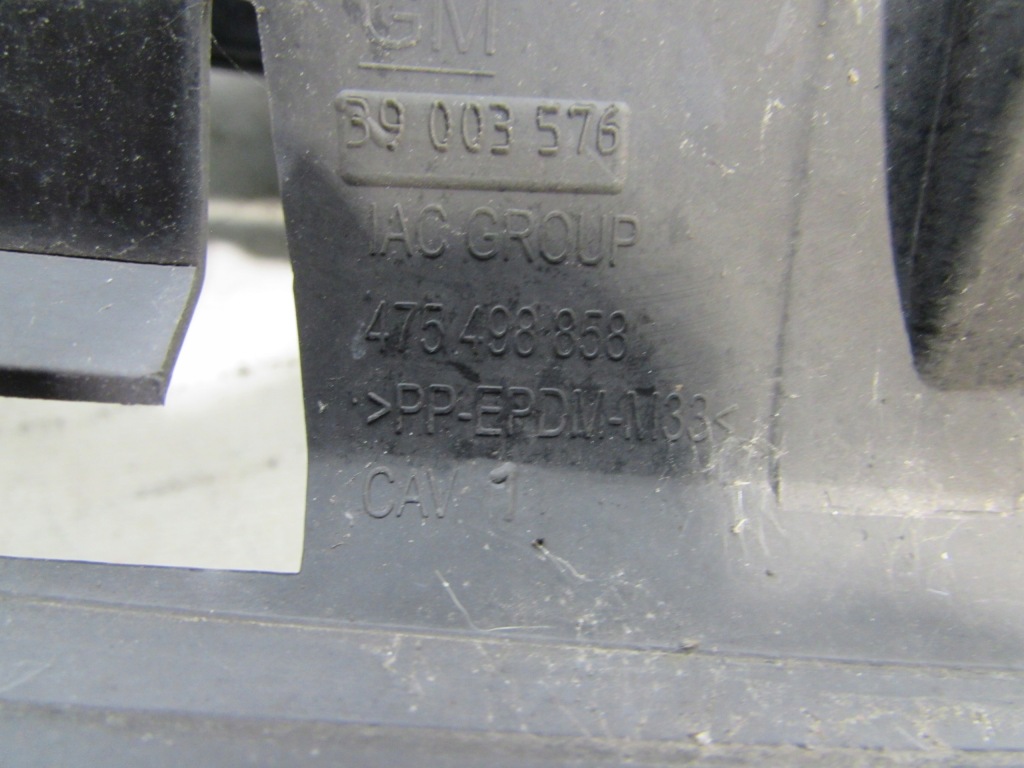 GM
39 003 576
IAC GROUP
475 498 858
>PP-EPDM-M33<
CAV 1